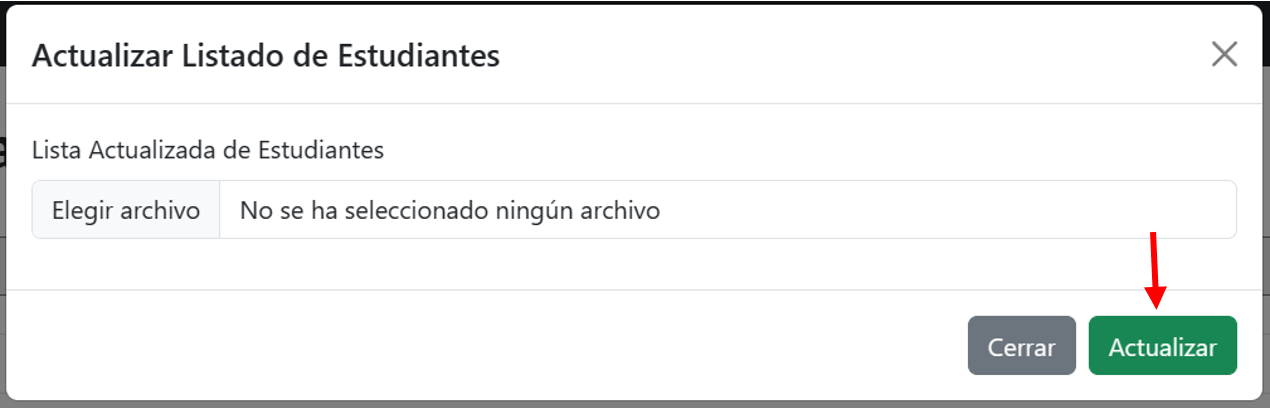 Actualizar Listado de Estudiantes
Lista Actualizada de Estudiantes
Elegir archivo No se ha seleccionado ningún archivo
Cerrar Actualizar